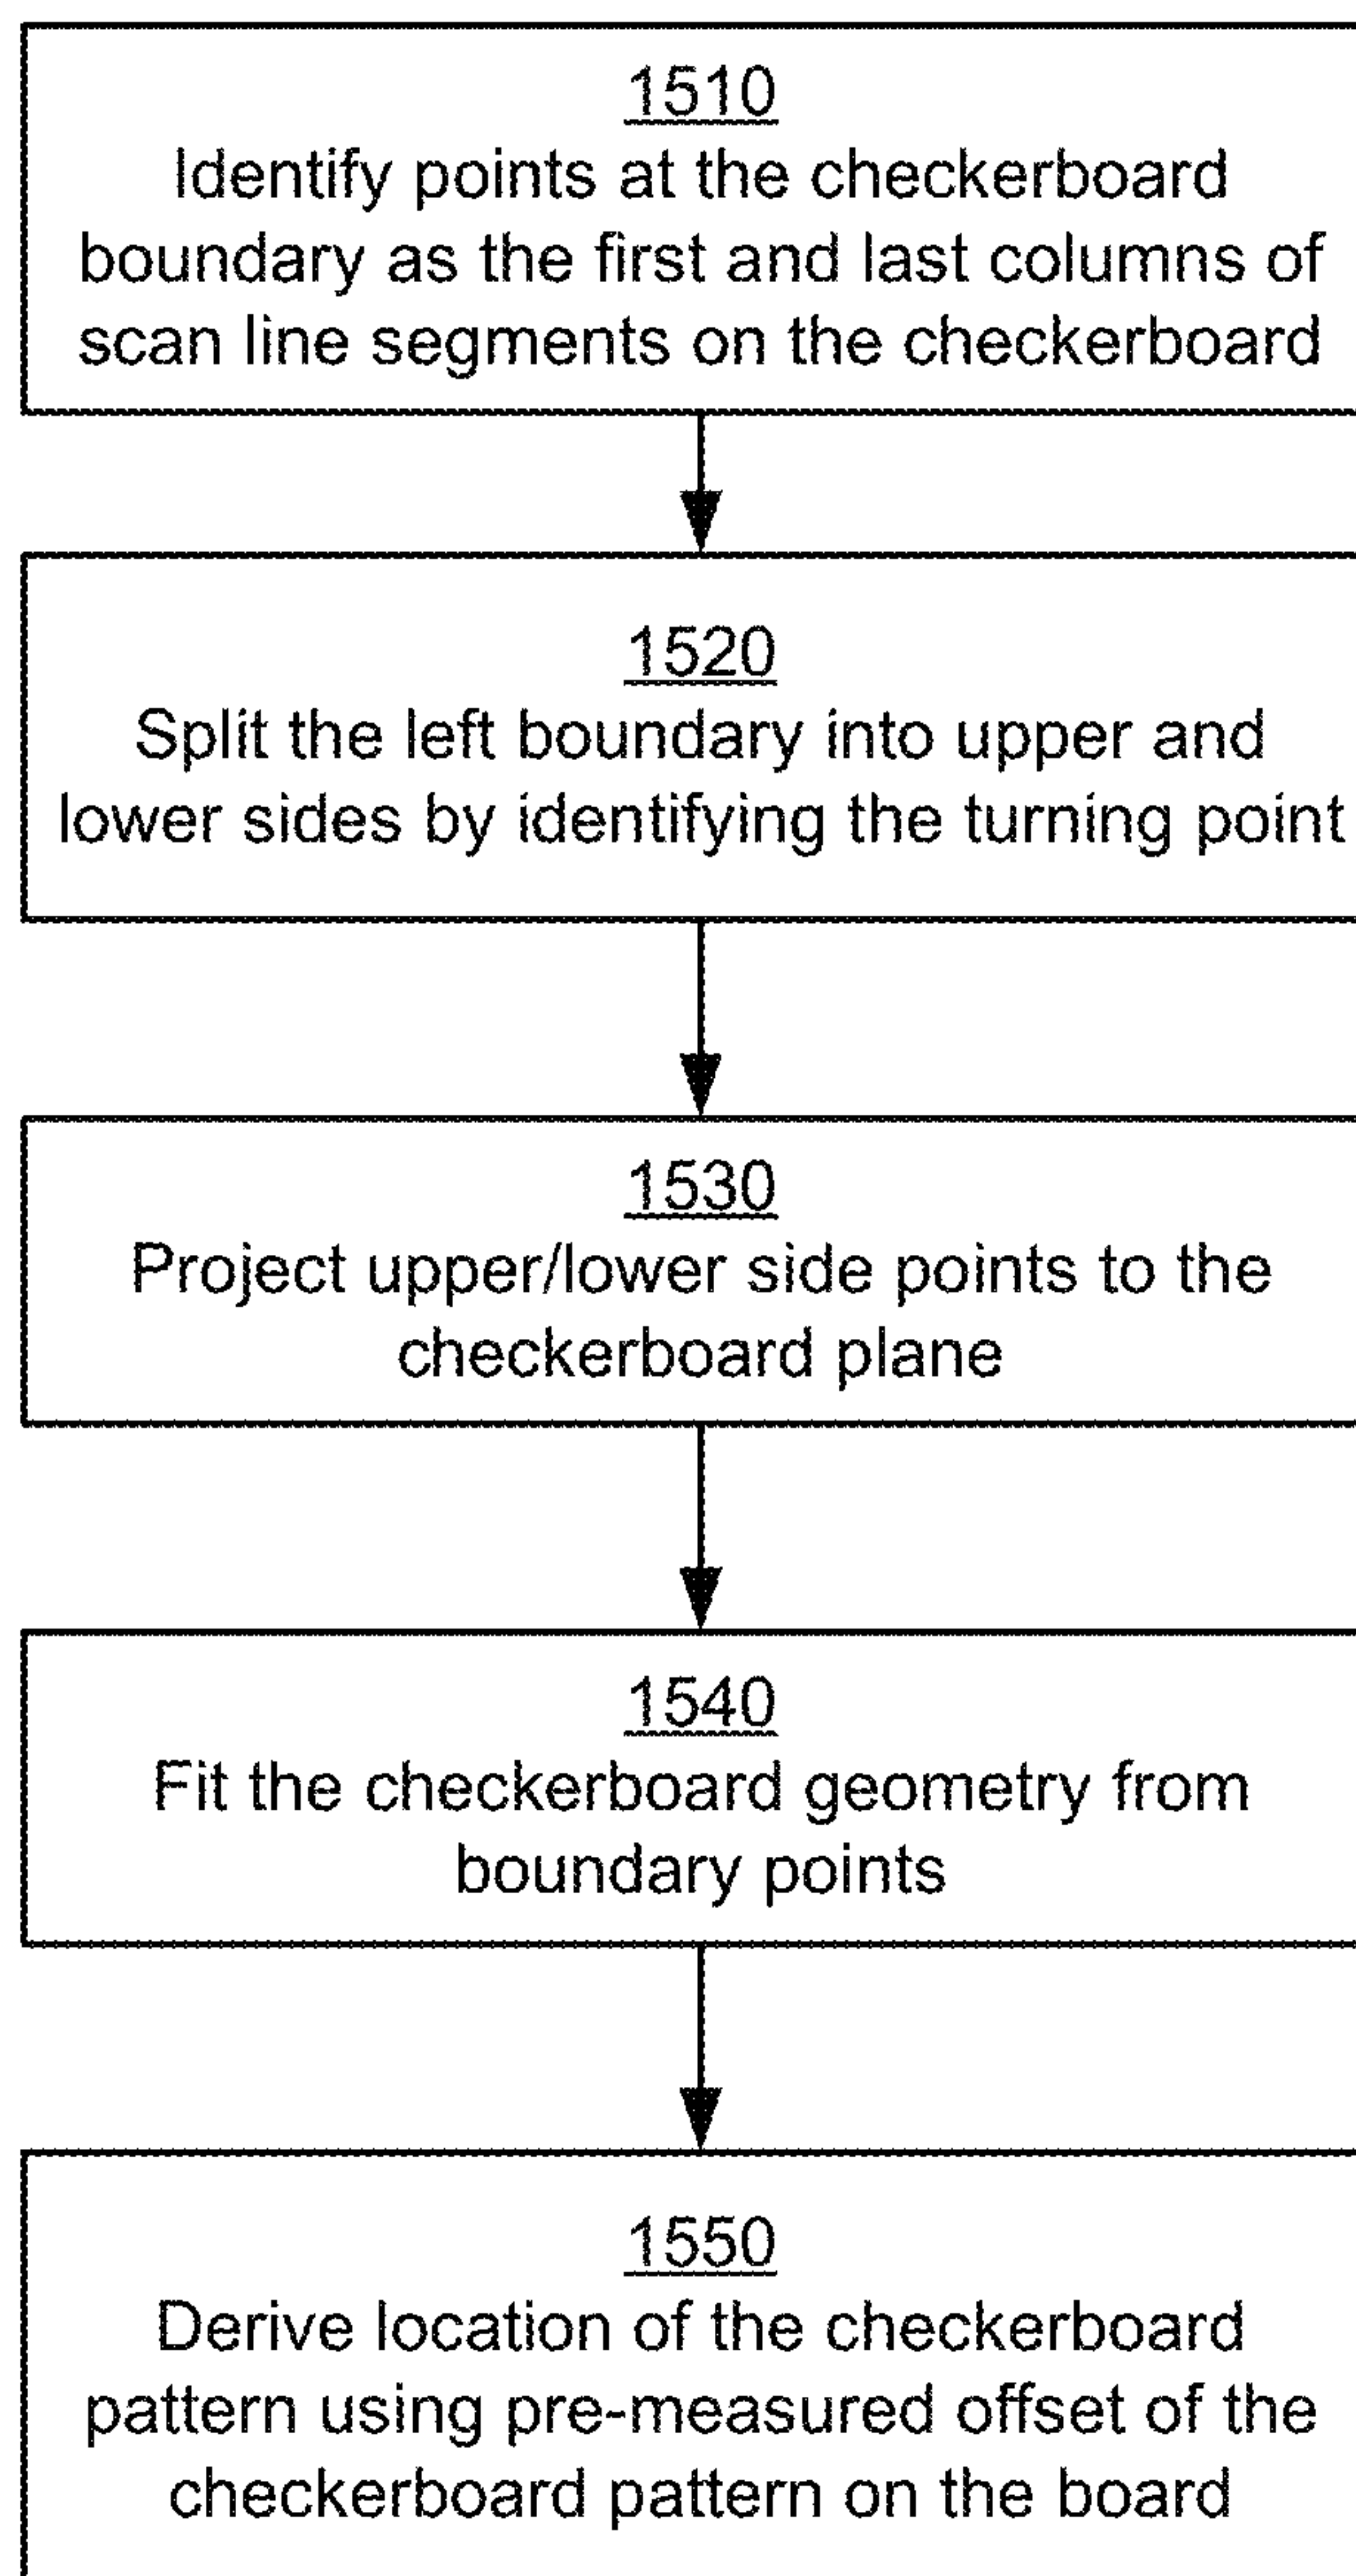 1510
Identify points at the checkerboard
boundary as the first and last columns of
scan line segments on the checkerboard
1520
Split the left boundary into upper and
lower sides by identifying the turning point
1530
Project upper/lower side points to the
checkerboard plane
1540
Fit the checkerboard geometry from
boundary points
1550
Derive location of the checkerboard
pattern using pre-measured offset of the
checkerboard pattern on the board